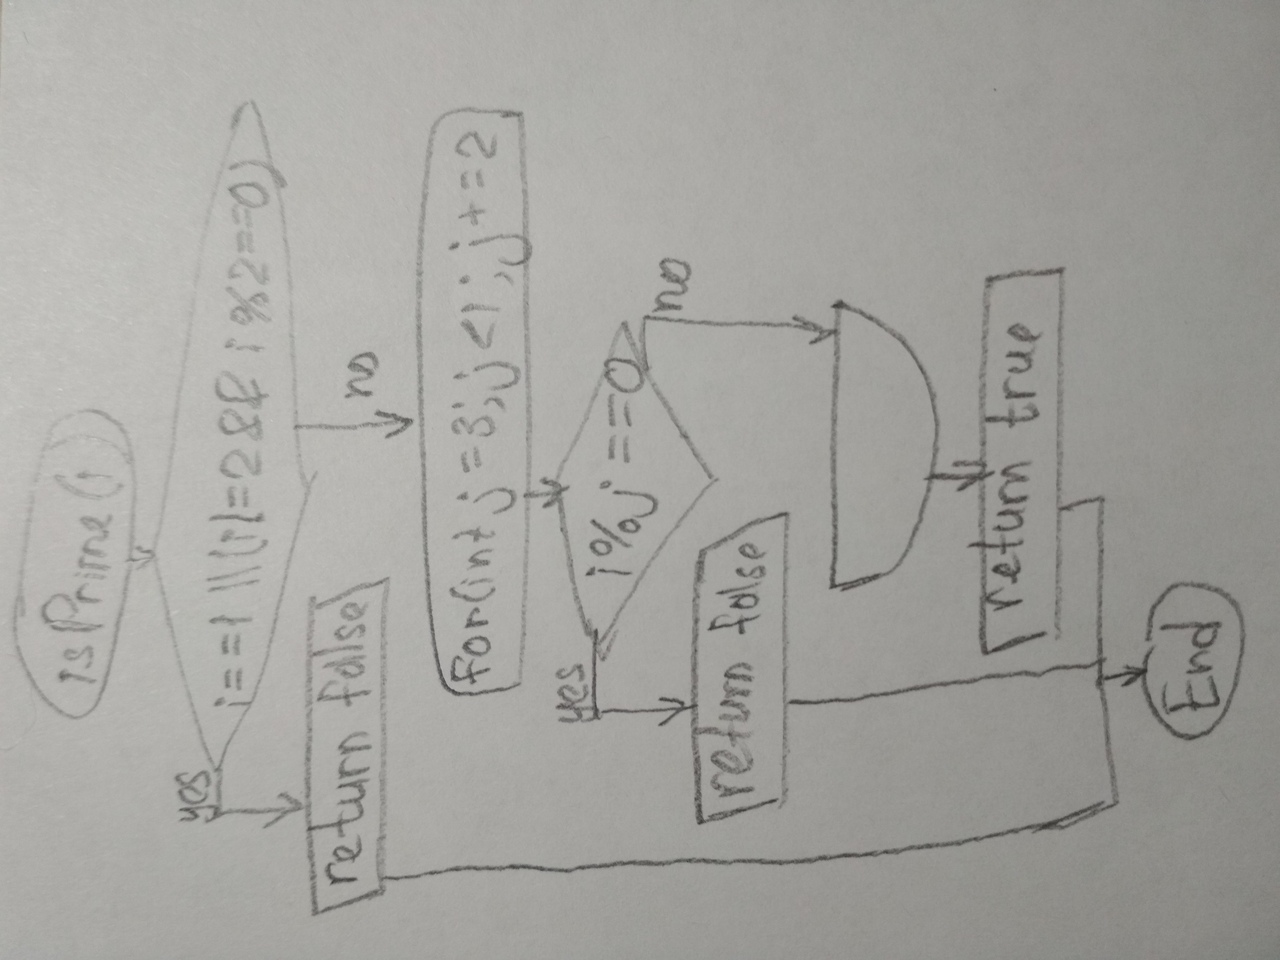 isPrime(i)
i==1 || (i!=2 && i%2==0)
yes
no
return false
for(int j=3; j<i; j+=2
i%j==0
yes
no
return false
return true
End